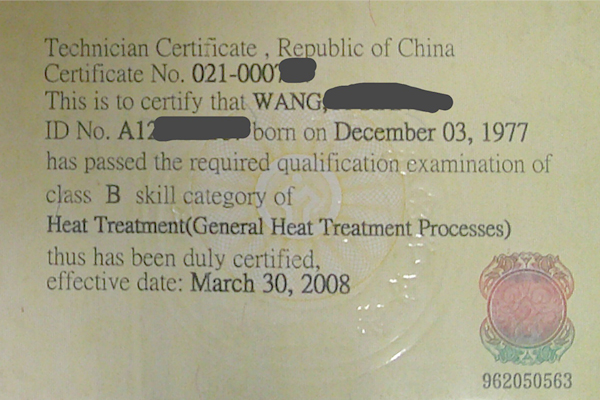 Technician Certificate , Republic of China
Certificate No. 021-0007
This is to certify that WANG,
ID No. A12 born on December 03, 1977
has passed the required qualification examination of
class B skill category of
Heat Treatment(General Heat Treatment Processes)
thus has been duly certified,
effective date: March 30, 2008
962050563